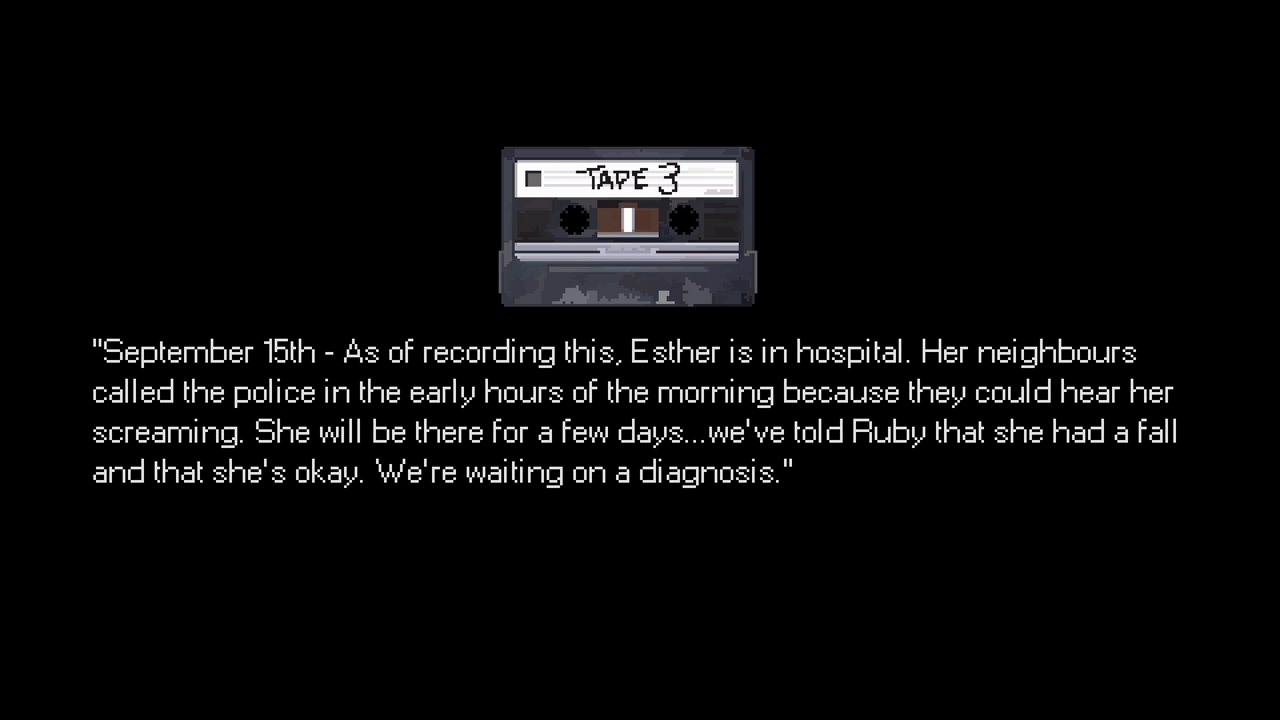 TAPE 3
"September 15th - As of recording this, Esther is in hospital. Her neighbours
called the police in the early hours of the morning because they could hear her
screaming. She will be there for a few days...we've told Ruby that she had a fall
and that she's okay. We're waiting on a diagnosis."